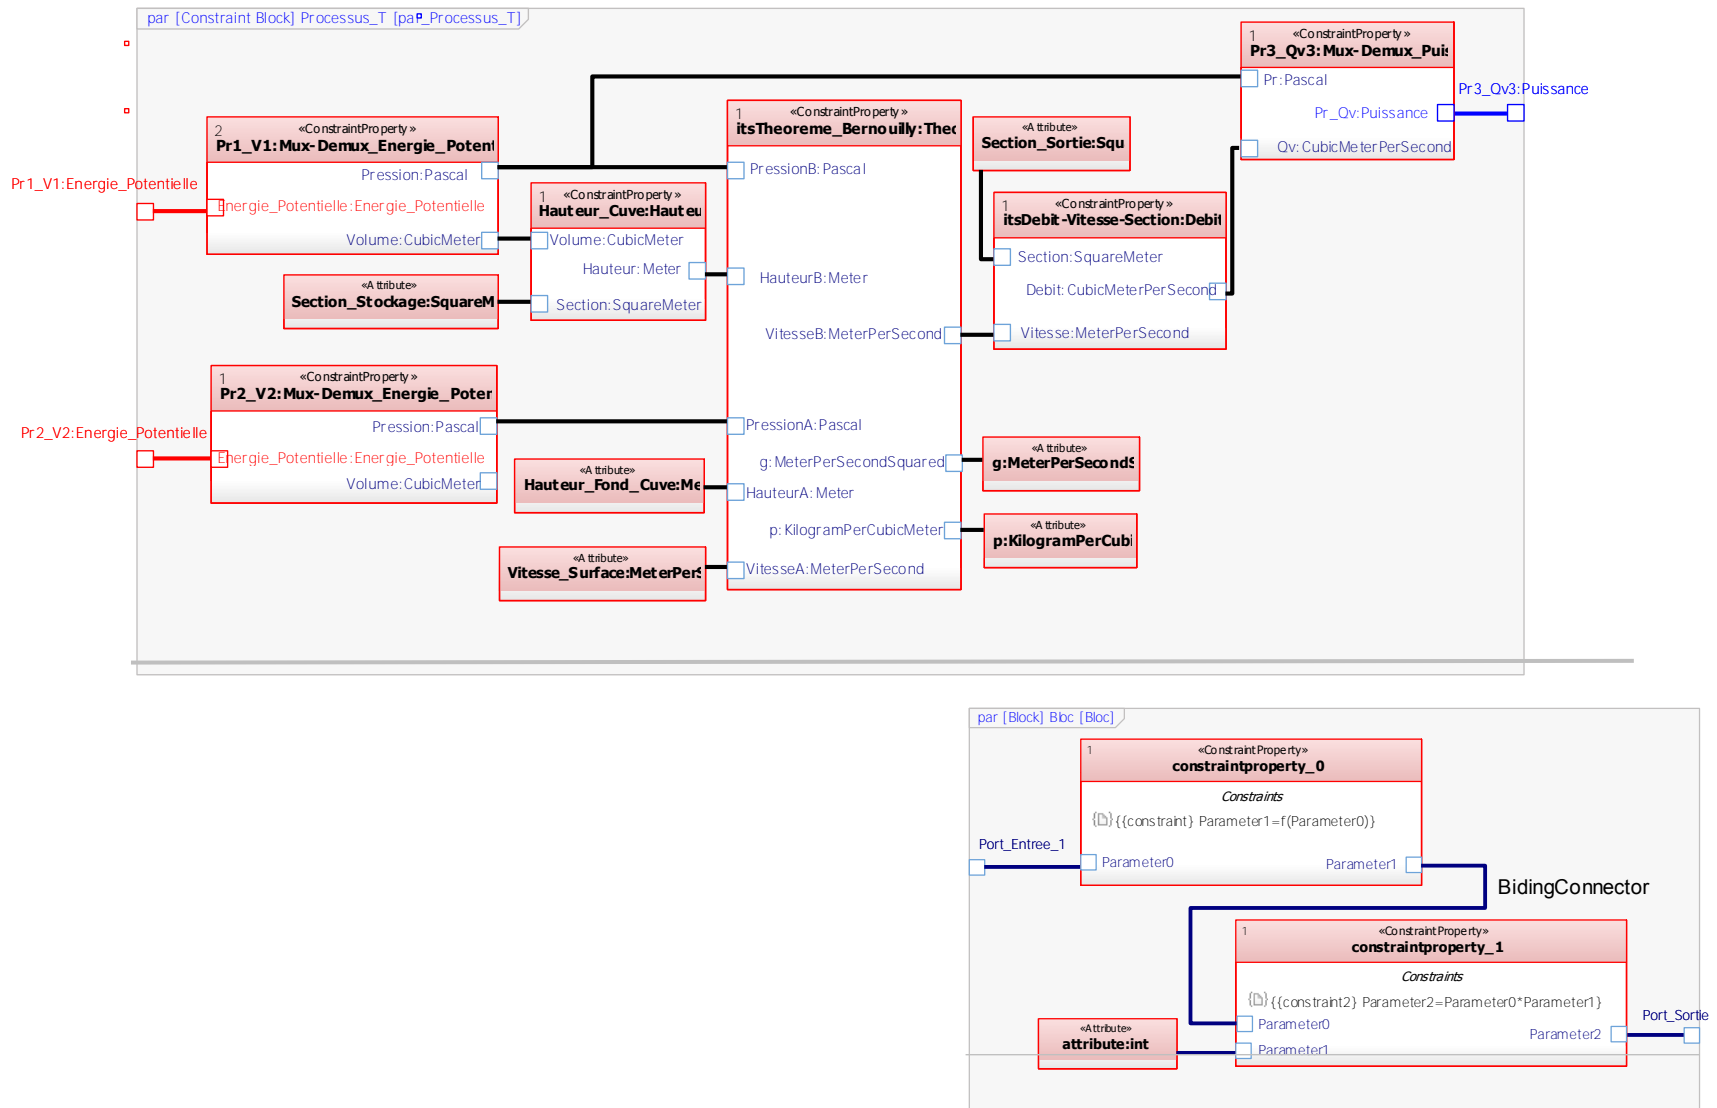 par [Constraint Block] Processus_T [par_Processus_T]
1
«ConstraintProperty»
Pr3_Qv3:Mux-Demux_Puis
Pr:Pascal
Pr_Qv:Puissance
Qv:CubicMeterPerSecond
Pr3_Qv3:Puissance
2
«ConstraintProperty»
Pr1_V1:Mux-Demux_Energie_Potent
Pression:Pascal
Energie_Potentielle:Energie_Potentielle
Volume:CubicMeter
Pr1_V1:Energie_Potentielle
1
«ConstraintProperty»
Hauteur_Cuve:Hauteu
Volume:CubicMeter
Hauteur:Meter
Section:SquareMeter
«Attribute»
Section_Stockage:SquareM
1
«ConstraintProperty»
itsTheoreme_Bernouilly:Theo
PressionB:Pascal
HauteurB:Meter
VitesseB:MeterPerSecond
PressionA:Pascal
g:MeterPerSecondSquared
HauteurA:Meter
p:KilogramPerCubicMeter
VitesseA:MeterPerSecond
«Attribute»
Section_Sortie:Squ
1
«ConstraintProperty»
itsDebit-Vitesse-Section:Debit
Section:SquareMeter
Debit:CubicMeterPerSecond
Vitesse:MeterPerSecond
1
«ConstraintProperty»
Pr2_V2:Mux-Demux_Energie_Poter
Pression:Pascal
Energie_Potentielle:Energie_Potentielle
Volume:CubicMeter
Pr2_V2:Energie_Potentielle
«Attribute»
Hauteur_Fond_Cuve:Me
«Attribute»
Vitesse_Surface:MeterPerS
«Attribute»
g:MeterPerSecondS
«Attribute»
p:KilogramPerCubi
par [Block] Bloc [Bloc]
1
«ConstraintProperty»
constraintproperty_0
Constraints
{{constraint} Parameter1=f(Parameter0)}
Port_Entree_1
Parameter0
Parameter1
BidingConnector
1
«ConstraintProperty»
constraintproperty_1
Constraints
{{constraint2} Parameter2=Parameter0*Parameter1}
Parameter0
Parameter2
Port_Sortie
«Attribute»
attribute:int
Parameter1